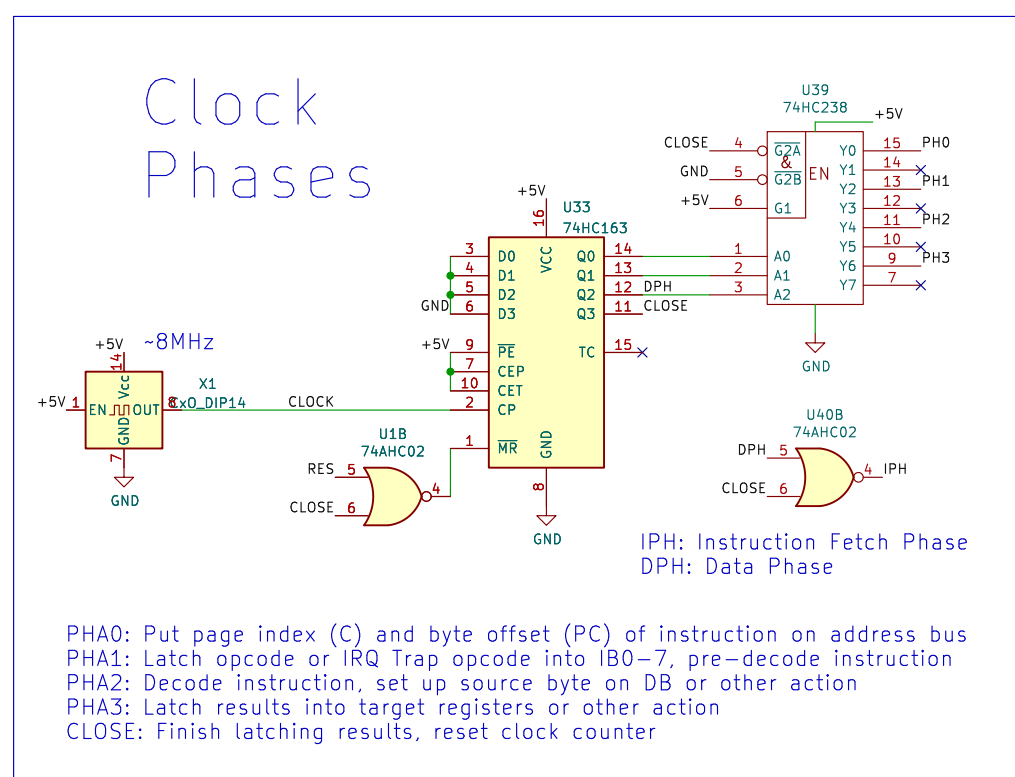 Clock
Phases
U39
74HC238
+5V
CLOSE 4 G2A Y0 15 PH0
& EN Y1 14
GND 5 G2B Y2 13 PH1
+5V 6 G1 Y3 12
Y4 11 PH2
Y5 10
1 A0 Y6 9 PH3
2 A1 Y7 7
3 A2
GND
+5V
16
U33
74HC163
VCC
3 D0 Q0 14
4 D1 Q1 13
5 D2 Q2 12 DPH
GND 6 D3 Q3 11 CLOSE
+5V 9 PE TC 15
7 CEP
10 CET
2 CP
1 MR
GND
8
GND
~8MHz
+5V
14
Vcc
X1
CXO_DIP14
+5V 1 EN OUT 8 CLOCK
GND
7
GND
U1B
74AHC02
RES 5
4
CLOSE 6
U40B
74AHC02
DPH 5
4 IPH
CLOSE 6
IPH: Instruction Fetch Phase
DPH: Data Phase
PHA0: Put page index (C) and byte offset (PC) of instruction on address bus
PHA1: Latch opcode or IRQ Trap opcode into IB0-7, pre-decode instruction
PHA2: Decode instruction, set up source byte on DB or other action
PHA3: Latch results into target registers or other action
CLOSE: Finish latching results, reset clock counter